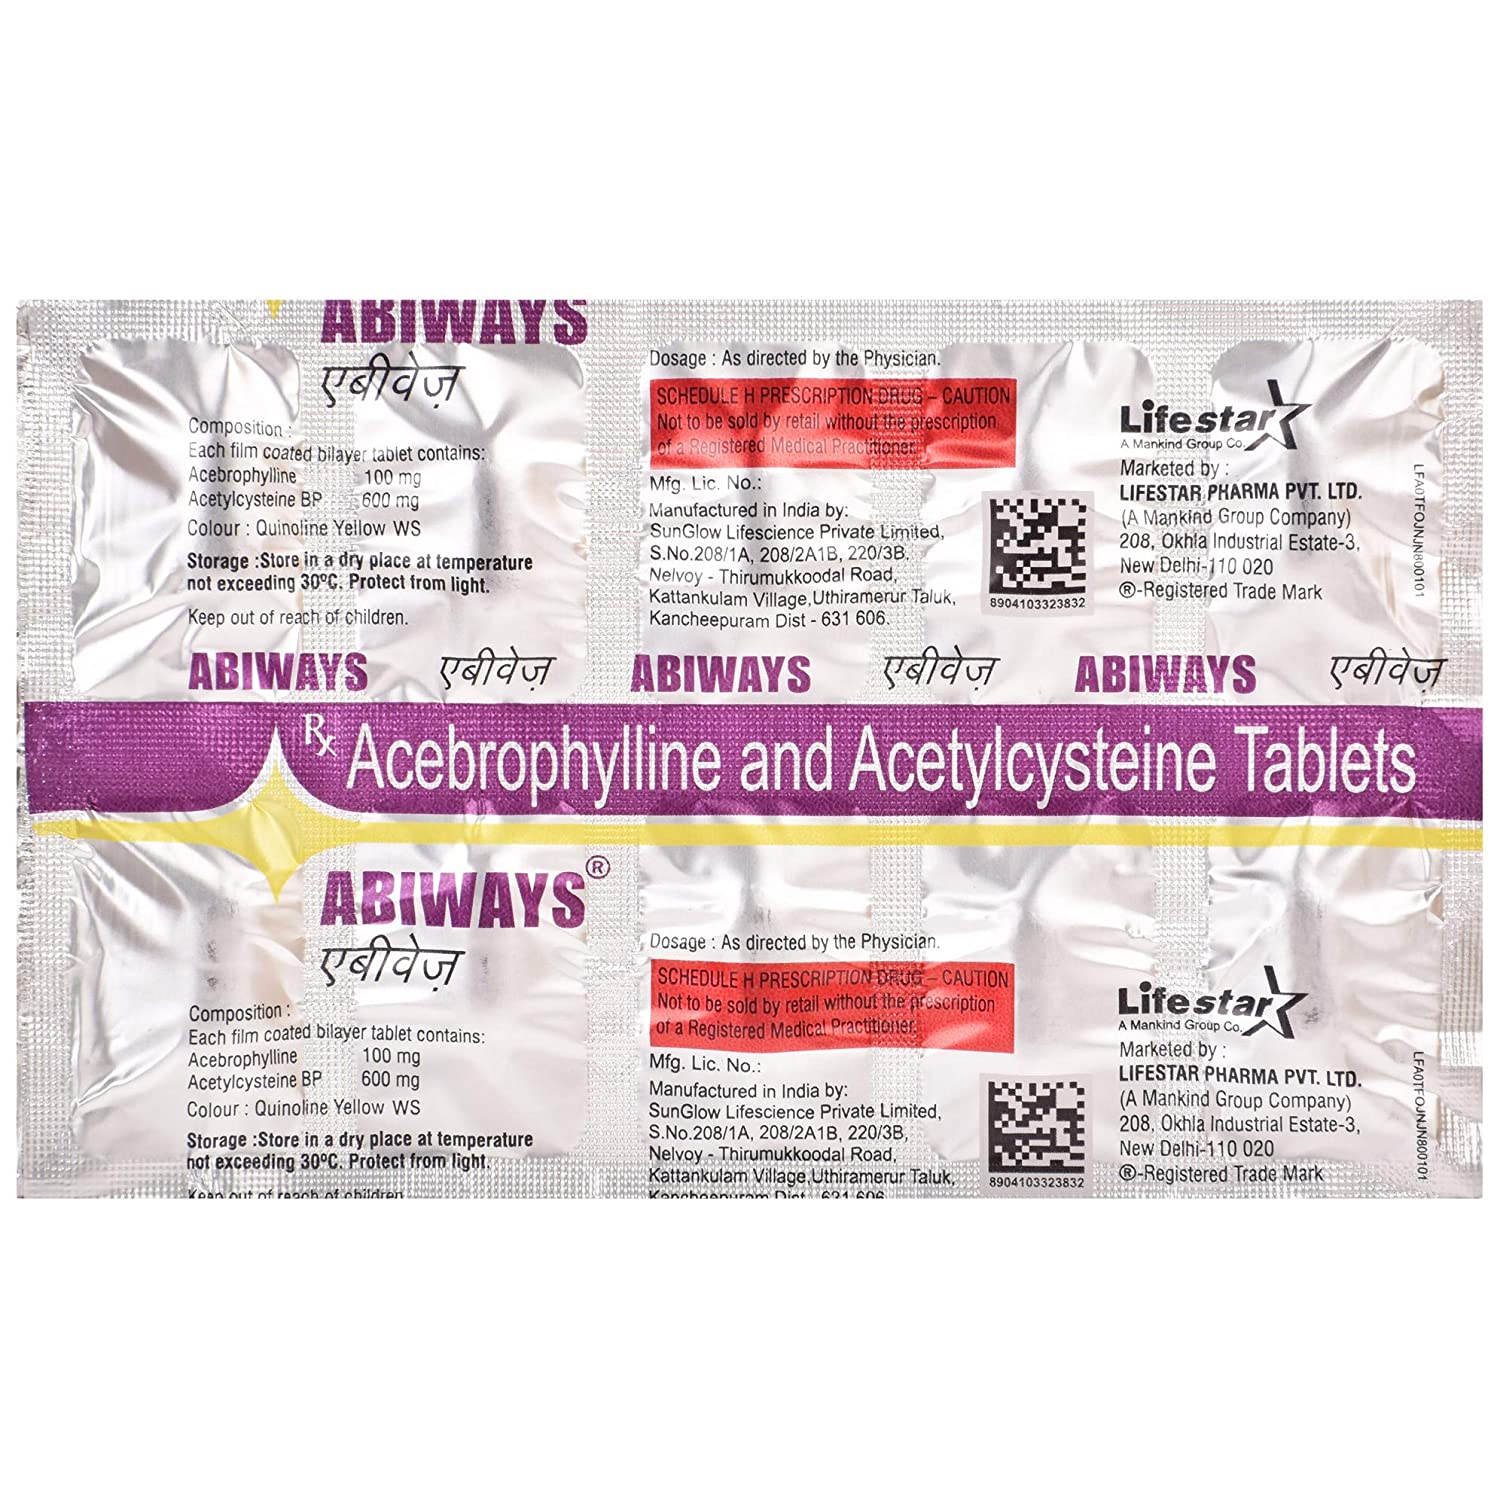 ABIWAYS
एबीवेज़
Composition :
Each film coated bilayer tablet contains:
Acebrophylline 100 mg
Acetylcysteine BP 600 mg
Colour : Quinoline Yellow WS
Storage :Store in a dry place at temperature
not exceeding 30ºC. Protect from light.
Keep out of reach of children.
Dosage : As directed by the Physician.
SCHEDULE H PRESCRIPTION DRUG – CAUTION
Not to be sold by retail without the prescription
of a Registered Medical Practitioner.
Mfg. Lic. No.:
Manufactured in India by:
SunGlow Lifescience Private Limited,
S.No.208/1A, 208/2A1B, 220/3B,
Nelvoy - Thirumukkoodal Road,
Kattankulam Village,Uthiramerur Taluk,
Kancheepuram Dist - 631 606.
8904103323832
Lifestar
A Mankind Group Co.
Marketed by :
LIFESTAR PHARMA PVT. LTD.
(A Mankind Group Company)
208, Okhla Industrial Estate-3,
New Delhi-110 020
®-Registered Trade Mark
LFA0TFOJNJN800101
ABIWAYS एबीवेज़ ABIWAYS एबीवेज़ ABIWAYS एबीवेज़
Rx Acebrophylline and Acetylcysteine Tablets
ABIWAYS®
एबीवेज़
Composition :
Each film coated bilayer tablet contains:
Acebrophylline 100 mg
Acetylcysteine BP 600 mg
Colour : Quinoline Yellow WS
Storage :Store in a dry place at temperature
not exceeding 30ºC. Protect from light.
Keep out of reach of children
Dosage : As directed by the Physician.
SCHEDULE H PRESCRIPTION DRUG – CAUTION
Not to be sold by retail without the prescription
of a Registered Medical Practitioner.
Mfg. Lic. No.:
Manufactured in India by:
SunGlow Lifescience Private Limited,
S.No.208/1A, 208/2A1B, 220/3B,
Nelvoy - Thirumukkoodal Road,
Kattankulam Village,Uthiramerur Taluk,
Kancheepuram Dist - 631 606
8904103323832
Lifestar
A Mankind Group Co.
Marketed by :
LIFESTAR PHARMA PVT. LTD.
(A Mankind Group Company)
208, Okhla Industrial Estate-3,
New Delhi-110 020
®-Registered Trade Mark
LFA0TFOJNJN800101